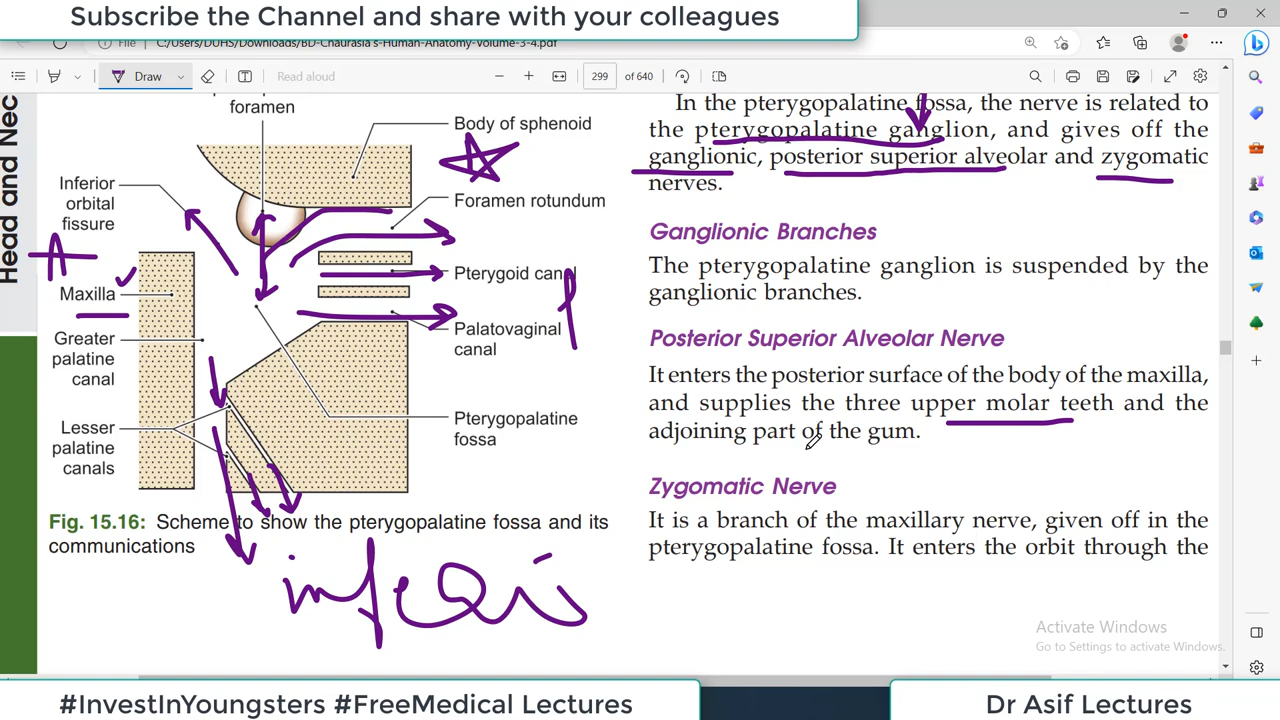 Subscribe the Channel and share with your colleagues
File
C:/Users/DUHS/Downloads/BD-Chaurasia's-Human-Anatomy-Volume-3-4.pdf
Draw
Read aloud
299
of 640
Head and Nec
foramen
Body of sphenoid
Inferior
orbital
fissure
Foramen rotundum
A
Maxilla
Pterygoid canal
P
Greater
palatine
canal
Palatovaginal
canal
Lesser
palatine
canals
Pterygopalatine
fossa
Fig. 15.16: Scheme to show the pterygopalatine fossa and its
communications
In the pterygopalatine fossa, the nerve is related to
the pterygopalatine ganglion, and gives off the
ganglionic, posterior superior alveolar and zygomatic
nerves.
Ganglionic Branches
The pterygopalatine ganglion is suspended by the
ganglionic branches.
Posterior Superior Alveolar Nerve
It enters the posterior surface of the body of the maxilla,
and supplies the three upper molar teeth and the
adjoining part of the gum.
Zygomatic Nerve
It is a branch of the maxillary nerve, given off in the
pterygopalatine fossa. It enters the orbit through the
Activate Windows
Go to Settings to activate Windows.
#InvestInYoungsters #FreeMedical Lectures
Dr Asif Lectures